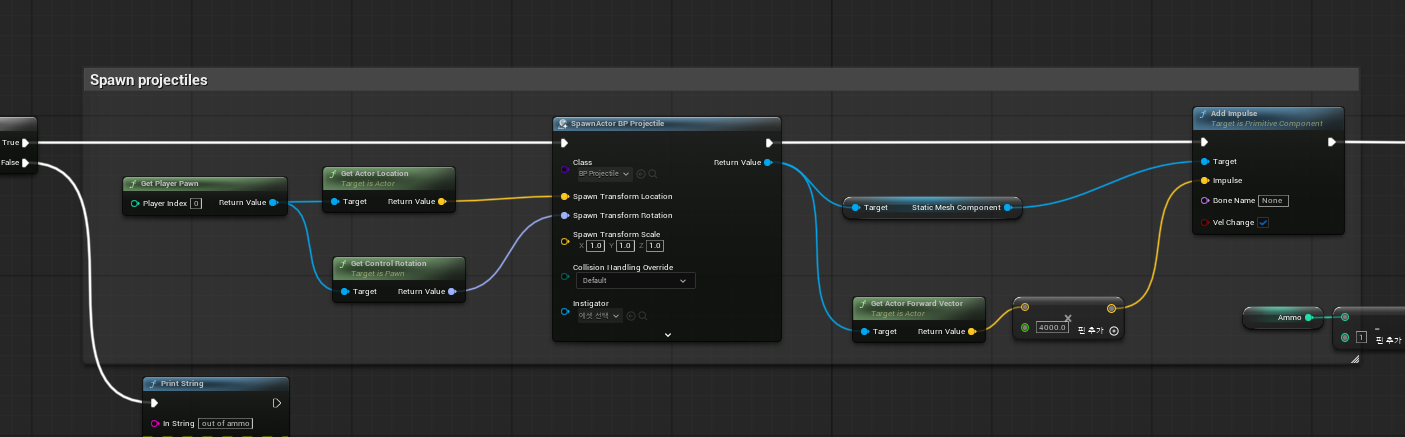 Spawn projectiles
True
False
Get Player Pawn
Player Index 0 Return Value
Get Actor Location
Target is Actor
Target Return Value
Get Control Rotation
Target is Pawn
Target Return Value
SpawnActor BP Projectile
Class
BP Projectile
Return Value
Spawn Transform Location
Spawn Transform Rotation
Spawn Transform Scale
X 1.0 Y 1.0 Z 1.0
Collision Handling Override
Default
Instigator
에셋 선택
Target Static Mesh Component
Get Actor Forward Vector
Target is Actor
Target Return Value
4000.0
핀 추가
Add Impulse
Target is Primitive Component
Target
Impulse
Bone Name None
Vel Change
Ammo
1
핀 추가
Print String
In String out of ammo